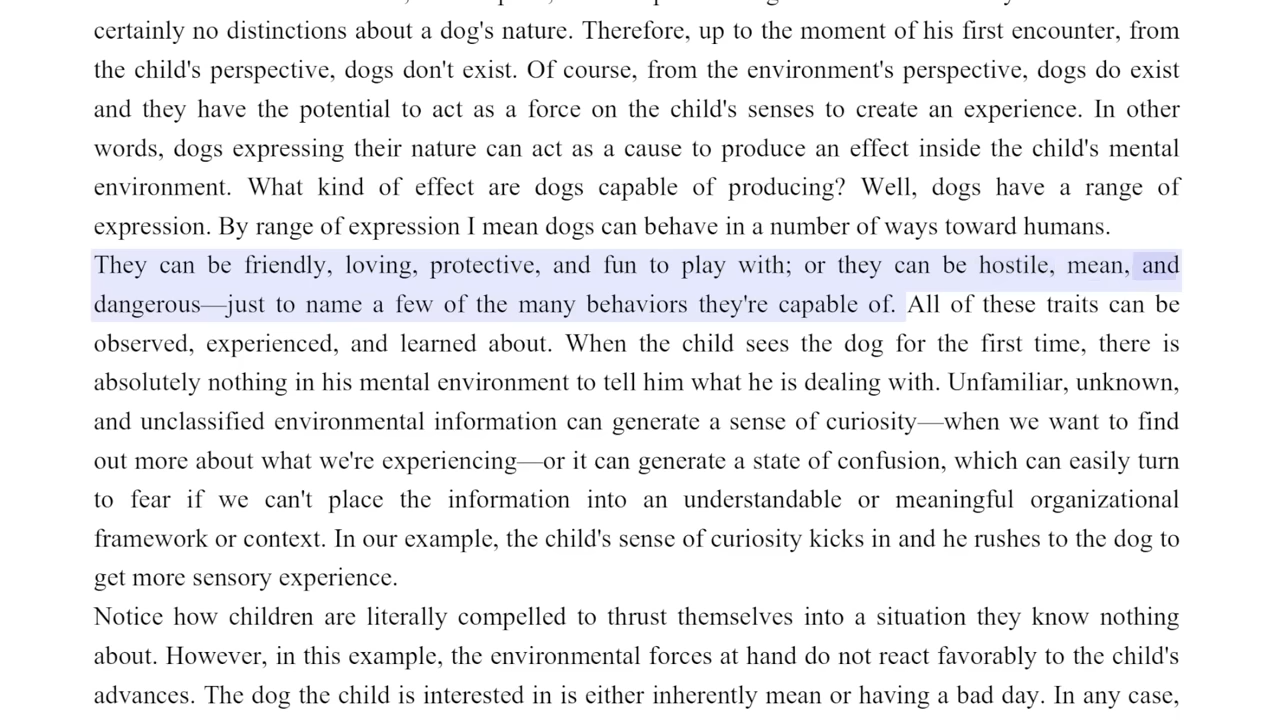 certainly no distinctions about a dog's nature. Therefore, up to the moment of his first encounter, from
the child's perspective, dogs don't exist. Of course, from the environment's perspective, dogs do exist
and they have the potential to act as a force on the child's senses to create an experience. In other
words, dogs expressing their nature can act as a cause to produce an effect inside the child's mental
environment. What kind of effect are dogs capable of producing? Well, dogs have a range of
expression. By range of expression I mean dogs can behave in a number of ways toward humans.
They can be friendly, loving, protective, and fun to play with; or they can be hostile, mean, and
dangerous—just to name a few of the many behaviors they're capable of. All of these traits can be
observed, experienced, and learned about. When the child sees the dog for the first time, there is
absolutely nothing in his mental environment to tell him what he is dealing with. Unfamiliar, unknown,
and unclassified environmental information can generate a sense of curiosity—when we want to find
out more about what we're experiencing—or it can generate a state of confusion, which can easily turn
to fear if we can't place the information into an understandable or meaningful organizational
framework or context. In our example, the child's sense of curiosity kicks in and he rushes to the dog to
get more sensory experience.
Notice how children are literally compelled to thrust themselves into a situation they know nothing
about. However, in this example, the environmental forces at hand do not react favorably to the child's
advances. The dog the child is interested in is either inherently mean or having a bad day. In any case,